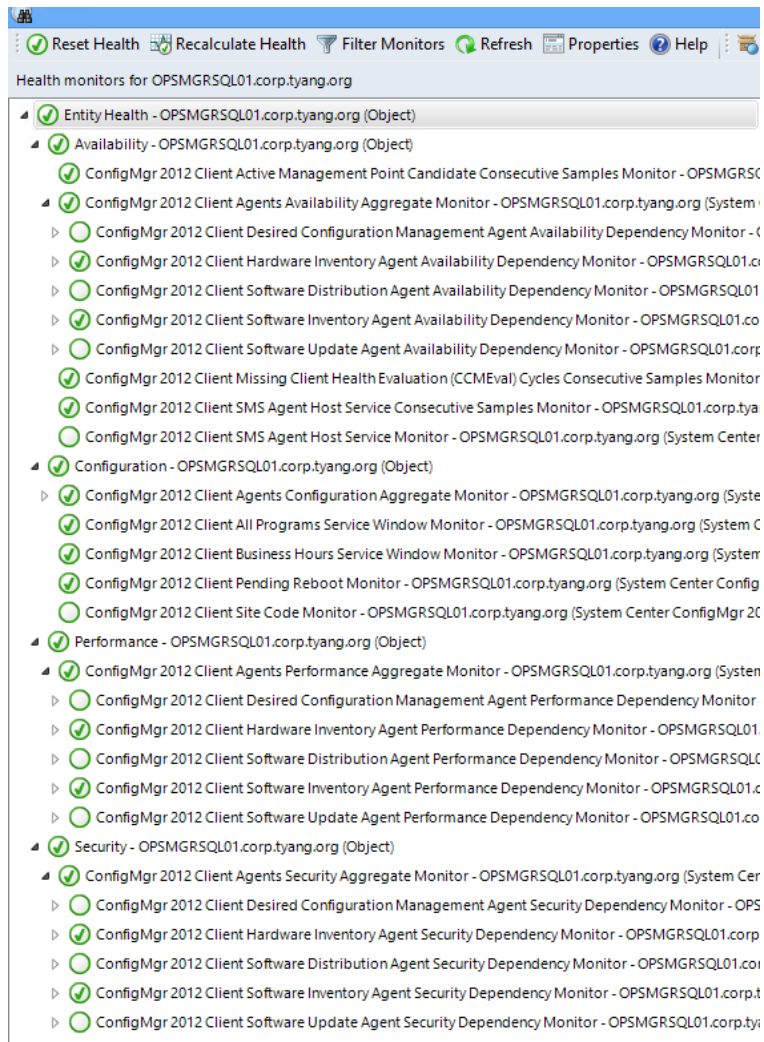 Reset Health Recalculate Health Filter Monitors Refresh Properties Help
Health monitors for OPSMGRSQL01.corp.tyang.org
Entity Health - OPSMGRSQL01.corp.tyang.org (Object)
Availability - OPSMGRSQL01.corp.tyang.org (Object)
ConfigMgr 2012 Client Active Management Point Candidate Consecutive Samples Monitor - OPSMGRSQ
ConfigMgr 2012 Client Agents Availability Aggregate Monitor - OPSMGRSQL01.corp.tyang.org (System
ConfigMgr 2012 Client Desired Configuration Management Agent Availability Dependency Monitor -
ConfigMgr 2012 Client Hardware Inventory Agent Availability Dependency Monitor - OPSMGRSQL01.co
ConfigMgr 2012 Client Software Distribution Agent Availability Dependency Monitor - OPSMGRSQL01
ConfigMgr 2012 Client Software Inventory Agent Availability Dependency Monitor - OPSMGRSQL01.co
ConfigMgr 2012 Client Software Update Agent Availability Dependency Monitor - OPSMGRSQL01.corp
ConfigMgr 2012 Client Missing Client Health Evaluation (CCMEval) Cycles Consecutive Samples Monitor
ConfigMgr 2012 Client SMS Agent Host Service Consecutive Samples Monitor - OPSMGRSQL01.corp.tya
ConfigMgr 2012 Client SMS Agent Host Service Monitor - OPSMGRSQL01.corp.tyang.org (System Center
Configuration - OPSMGRSQL01.corp.tyang.org (Object)
ConfigMgr 2012 Client Agents Configuration Aggregate Monitor - OPSMGRSQL01.corp.tyang.org (Syste
ConfigMgr 2012 Client All Programs Service Window Monitor - OPSMGRSQL01.corp.tyang.org (System C
ConfigMgr 2012 Client Business Hours Service Window Monitor - OPSMGRSQL01.corp.tyang.org (System
ConfigMgr 2012 Client Pending Reboot Monitor - OPSMGRSQL01.corp.tyang.org (System Center Config
ConfigMgr 2012 Client Site Code Monitor - OPSMGRSQL01.corp.tyang.org (System Center ConfigMgr 20
Performance - OPSMGRSQL01.corp.tyang.org (Object)
ConfigMgr 2012 Client Agents Performance Aggregate Monitor - OPSMGRSQL01.corp.tyang.org (System
ConfigMgr 2012 Client Desired Configuration Management Agent Performance Dependency Monitor -
ConfigMgr 2012 Client Hardware Inventory Agent Performance Dependency Monitor - OPSMGRSQL01.
ConfigMgr 2012 Client Software Distribution Agent Performance Dependency Monitor - OPSMGRSQL0
ConfigMgr 2012 Client Software Inventory Agent Performance Dependency Monitor - OPSMGRSQL01.c
ConfigMgr 2012 Client Software Update Agent Performance Dependency Monitor - OPSMGRSQL01.co
Security - OPSMGRSQL01.corp.tyang.org (Object)
ConfigMgr 2012 Client Agents Security Aggregate Monitor - OPSMGRSQL01.corp.tyang.org (System Cen
ConfigMgr 2012 Client Desired Configuration Management Agent Security Dependency Monitor - OPS
ConfigMgr 2012 Client Hardware Inventory Agent Security Dependency Monitor - OPSMGRSQL01.corp
ConfigMgr 2012 Client Software Distribution Agent Security Dependency Monitor - OPSMGRSQL01.cor
ConfigMgr 2012 Client Software Inventory Agent Security Dependency Monitor - OPSMGRSQL01.corp.t
ConfigMgr 2012 Client Software Update Agent Security Dependency Monitor - OPSMGRSQL01.corp.tya